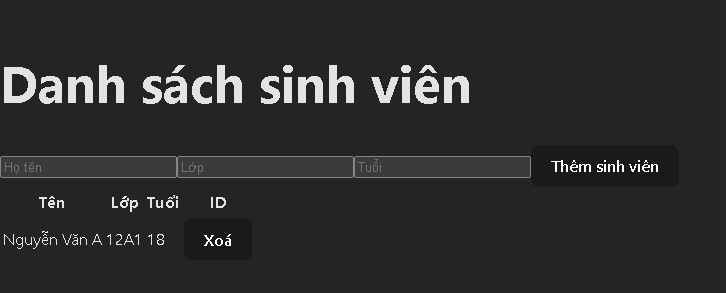 Danh sách sinh viên
Họ tên Lớp Tuổi Thêm sinh viên
Tên Lớp Tuổi ID
Nguyễn Văn A 12A1 18 Xoá